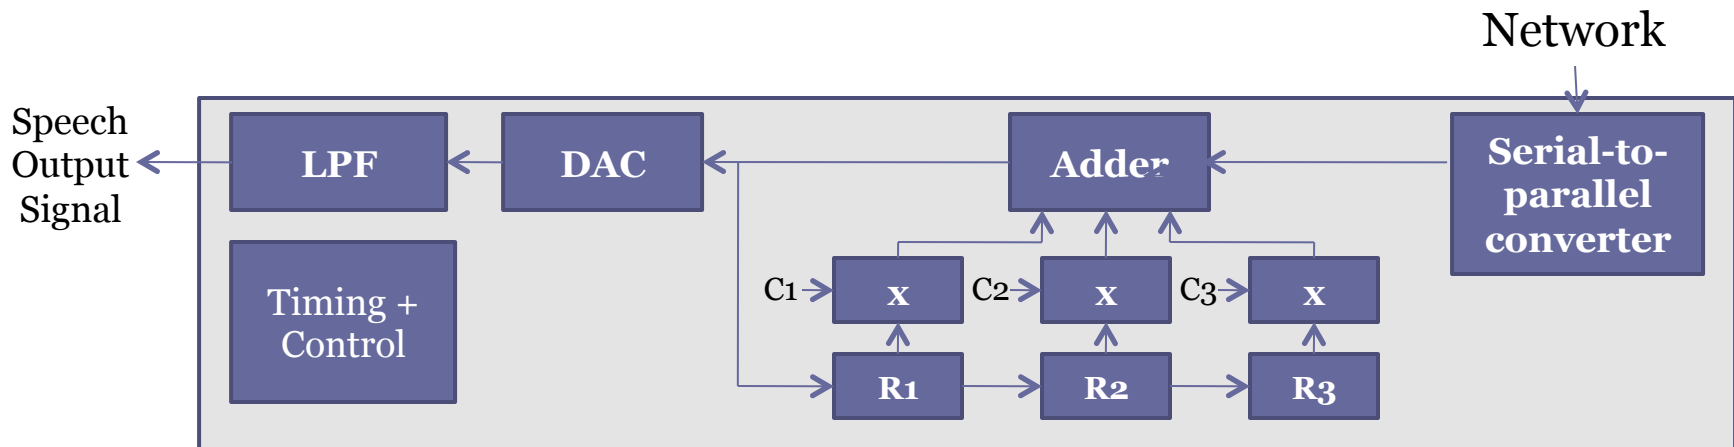 Network
Speech
Output
Signal
LPF
DAC
Adder
Serial-to-
parallel
converter
Timing +
Control
C1
x
C2
x
C3
x
R1
R2
R3